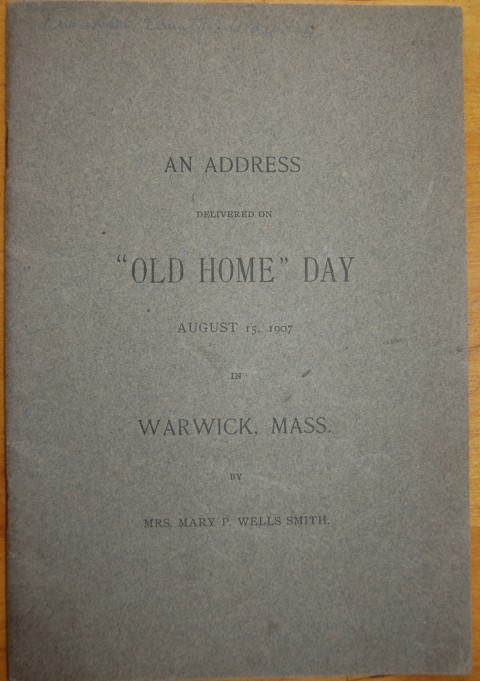 AN ADDRESS
DELIVERED ON
"OLD HOME" DAY
AUGUST 15, 1907
IN
WARWICK, MASS.
BY
MRS. MARY P. WELLS SMITH.